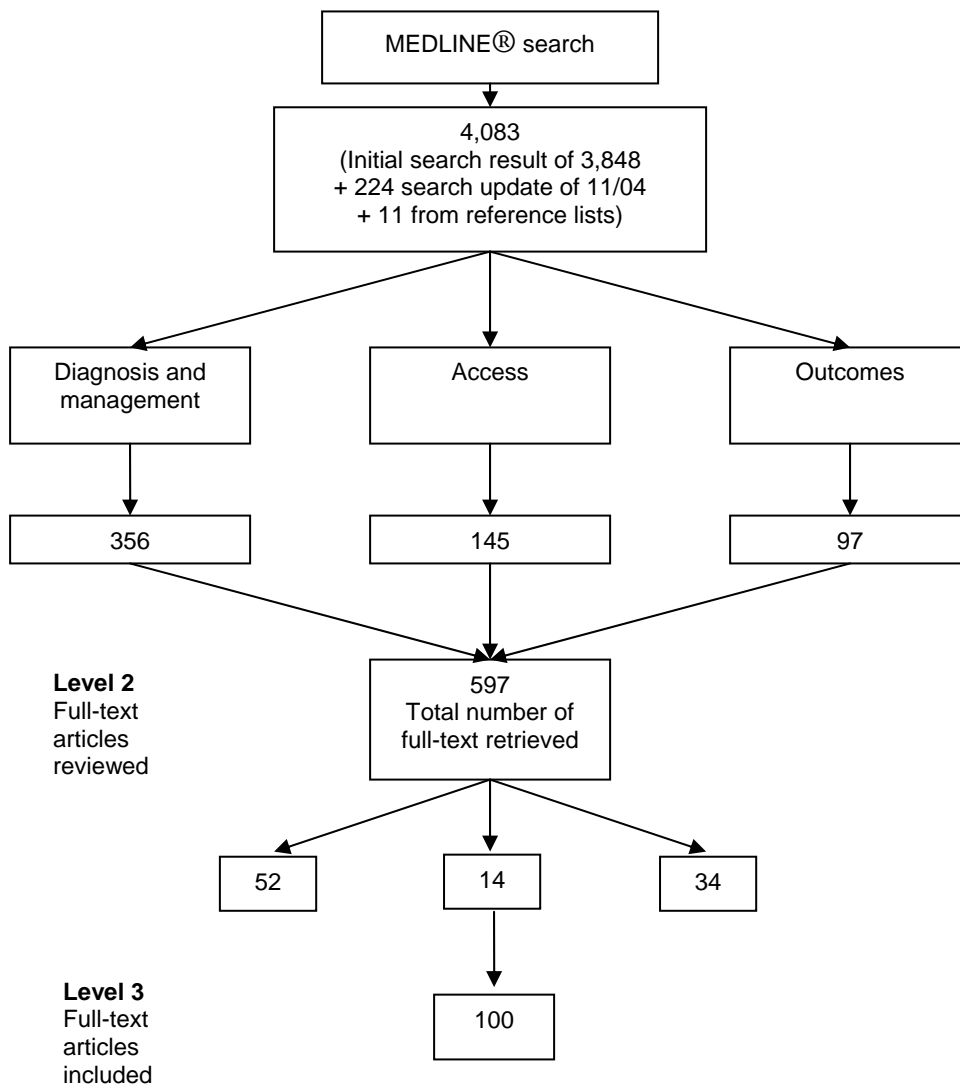 MEDLINE® search
4,083
(Initial search result of 3,848
+ 224 search update of 11/04
+ 11 from reference lists)
Diagnosis and
management
Access
Outcomes
356
145
97
Level 2
Full-text
articles
reviewed
597
Total number of
full-text retrieved
52
14
34
Level 3
Full-text
articles
included
100